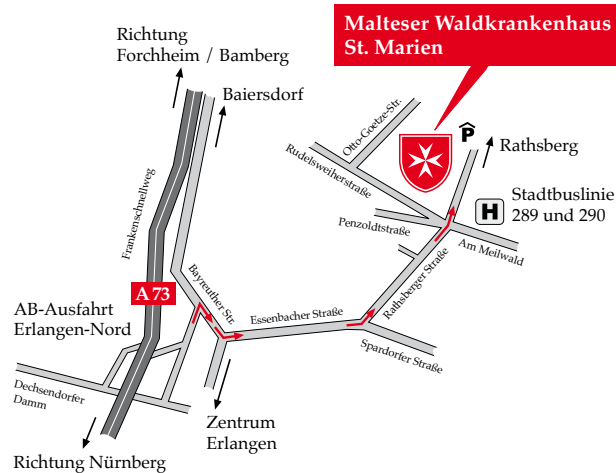 Malteser Waldkrankenhaus
St. Marien
Richtung
Forchheim / Bamberg
Baiersdorf
Otto-Goetze-Str.
Rudelsweiherstraße
P
Rathsberg
H
Stadtbuslinie
289 und 290
Penzoldtstraße
Am Meilwald
Frankenschnellweg
A 73
Bayreuther Str.
Rathsberger Straße
AB-Ausfahrt
Erlangen-Nord
Essenbacher Straße
Spardorfer Straße
Dechsendorfer
Damm
Zentrum
Erlangen
Richtung Nürnberg